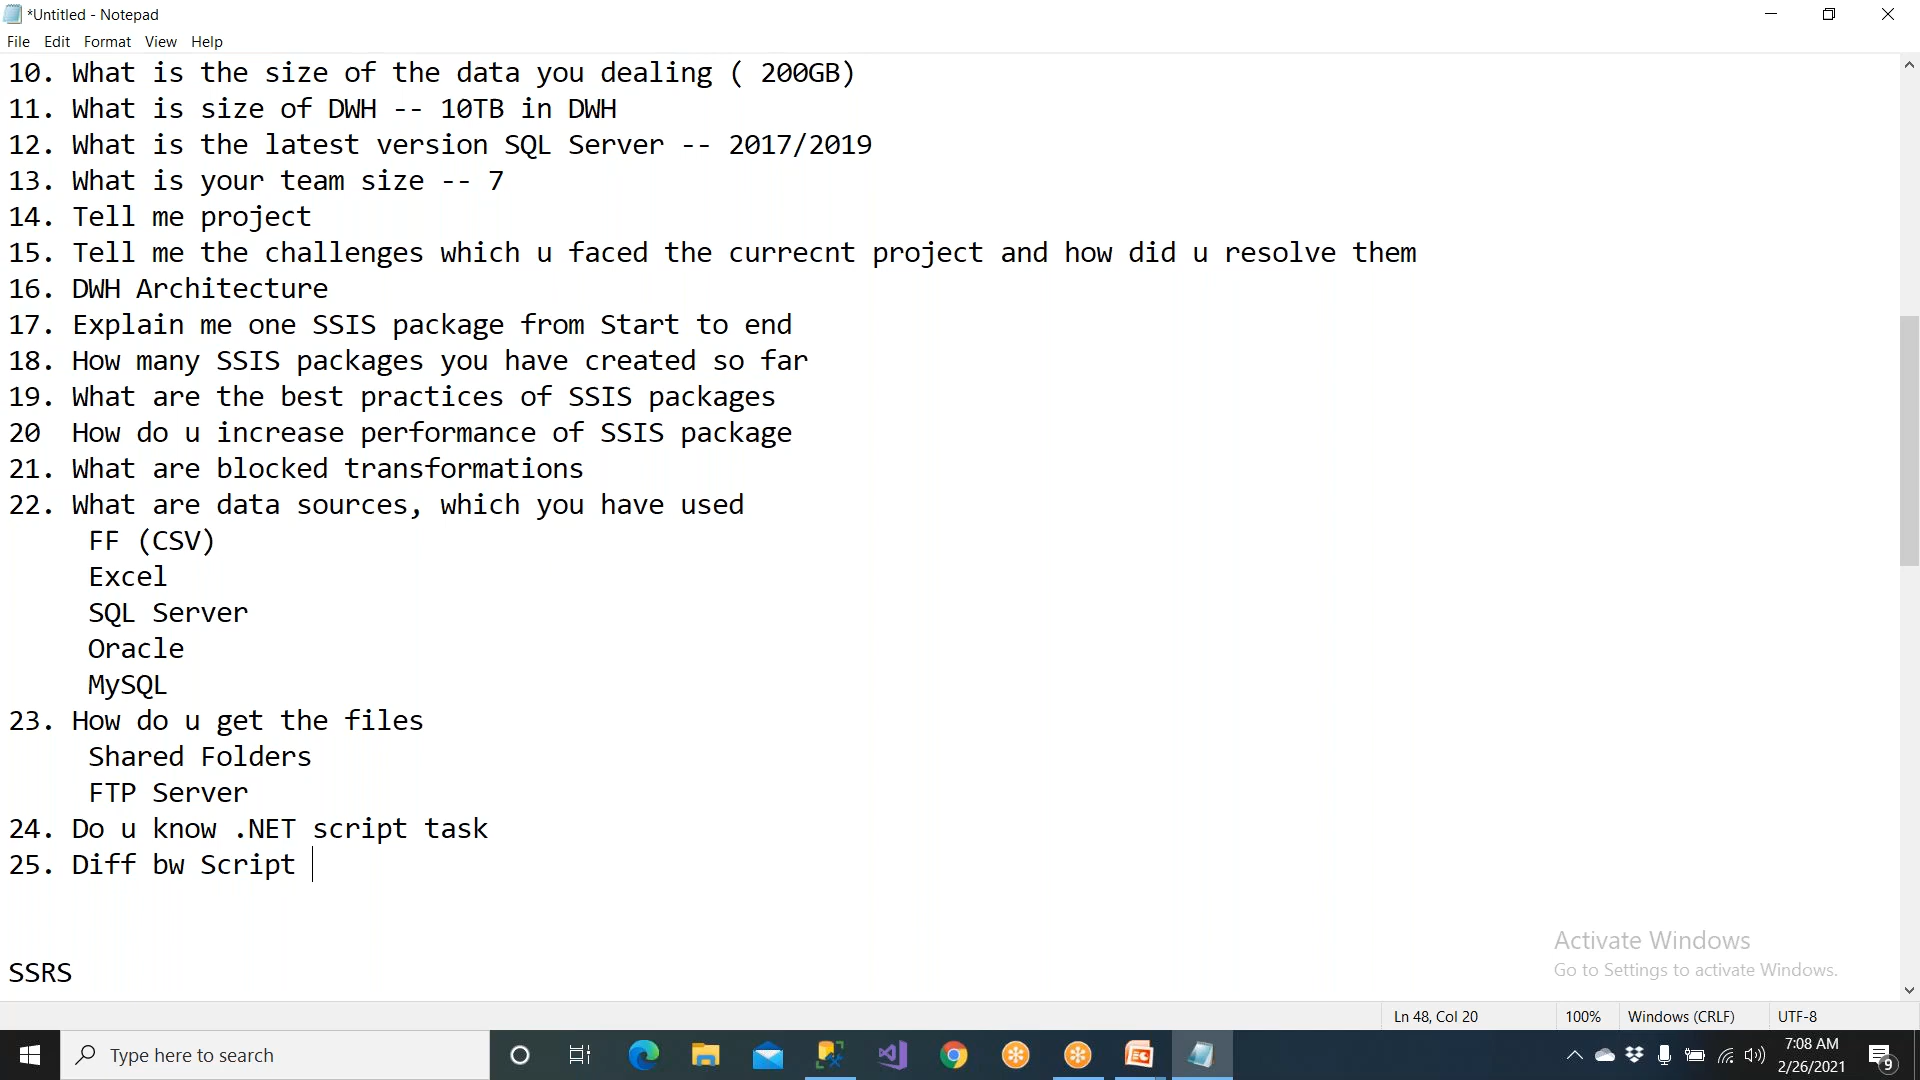 *Untitled - Notepad
File Edit Format View Help
10. What is the size of the data you dealing ( 200GB)
11. What is size of DWH -- 10TB in DWH
12. What is the latest version SQL Server -- 2017/2019
13. What is your team size -- 7
14. Tell me project
15. Tell me the challenges which u faced the currecnt project and how did u resolve them
16. DWH Architecture
17. Explain me one SSIS package from Start to end
18. How many SSIS packages you have created so far
19. What are the best practices of SSIS packages
20  How do u increase performance of SSIS package
21. What are blocked transformations
22. What are data sources, which you have used
FF (CSV)
Excel
SQL Server
Oracle
MySQL
23. How do u get the files
Shared Folders
FTP Server
24. Do u know .NET script task
25. Diff bw Script
SSRS
Activate Windows
Go to Settings to activate Windows.
Ln 48, Col 20 100% Windows (CRLF) UTF-8
Type here to search
7:08 AM
2/26/2021
9